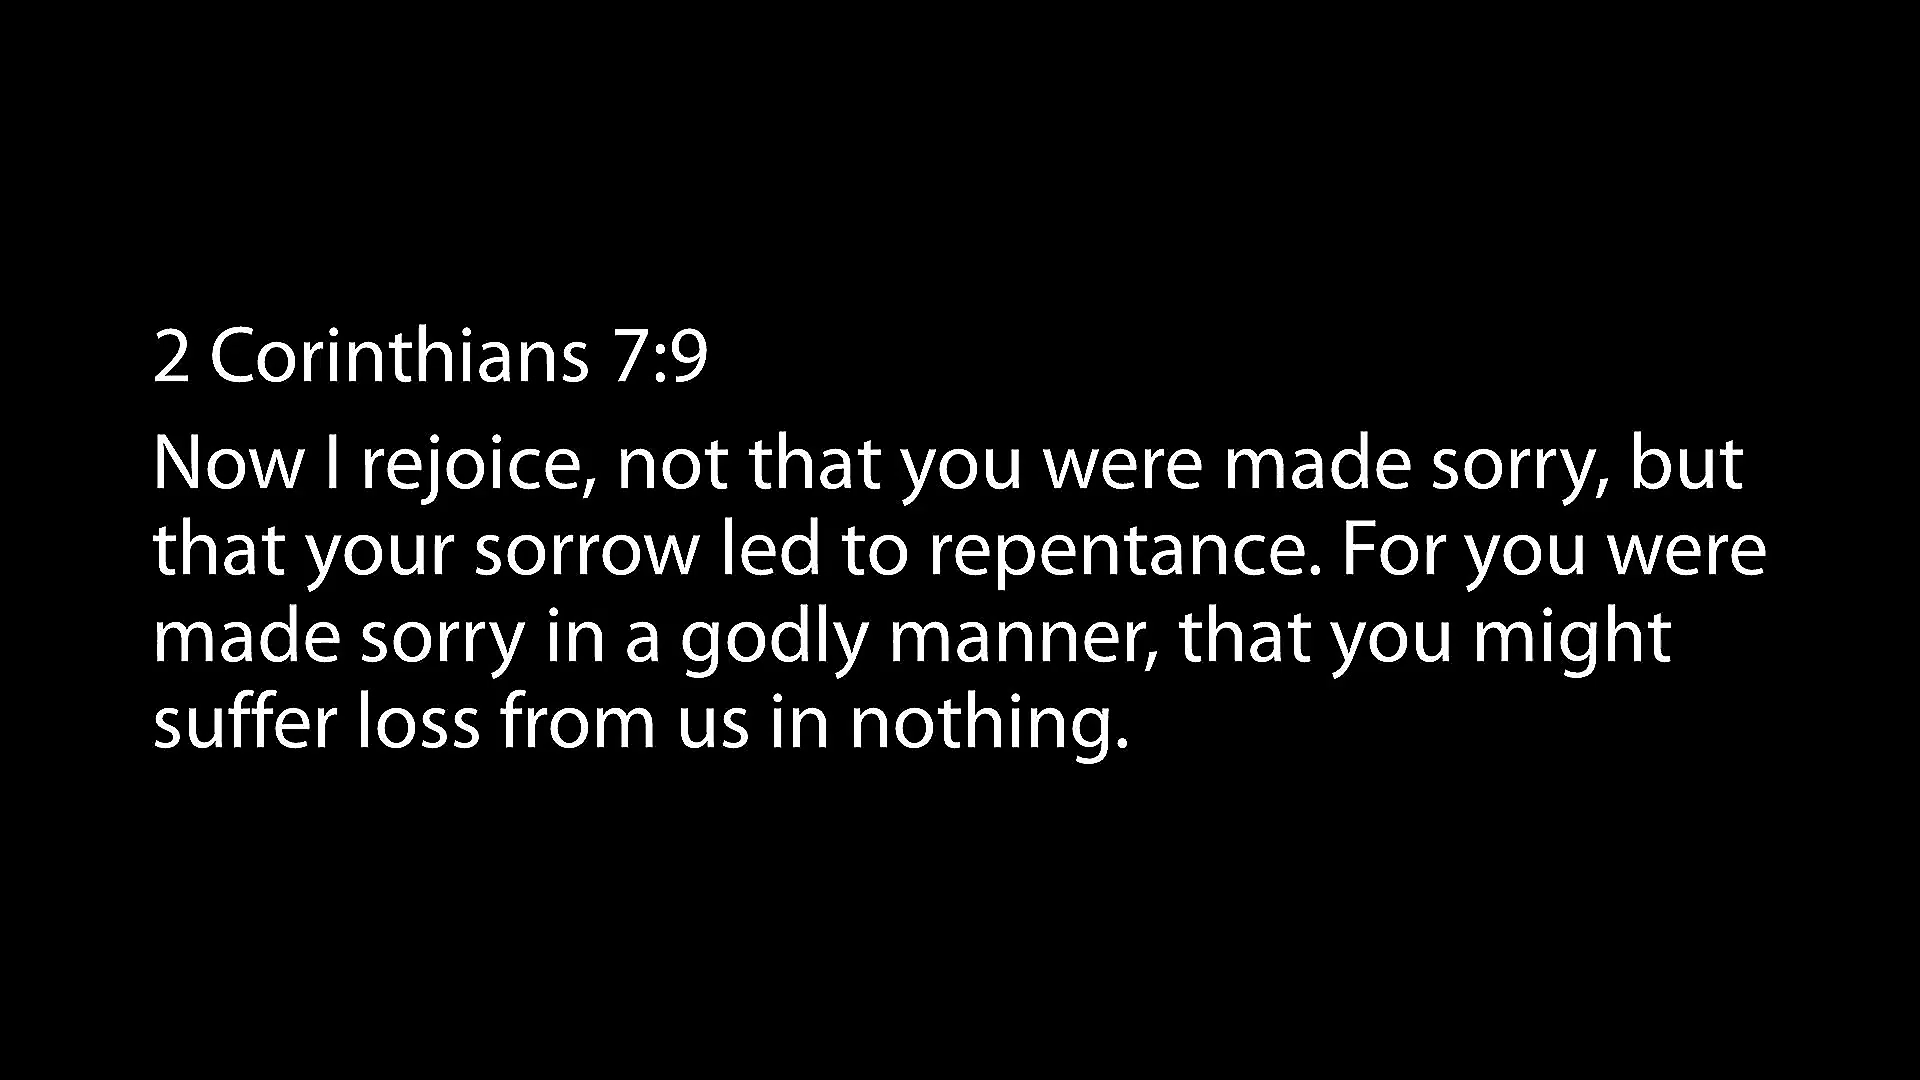 2 Corinthians 7:9
Now I rejoice, not that you were made sorry, but
that your sorrow led to repentance. For you were
made sorry in a godly manner, that you might
suffer loss from us in nothing.